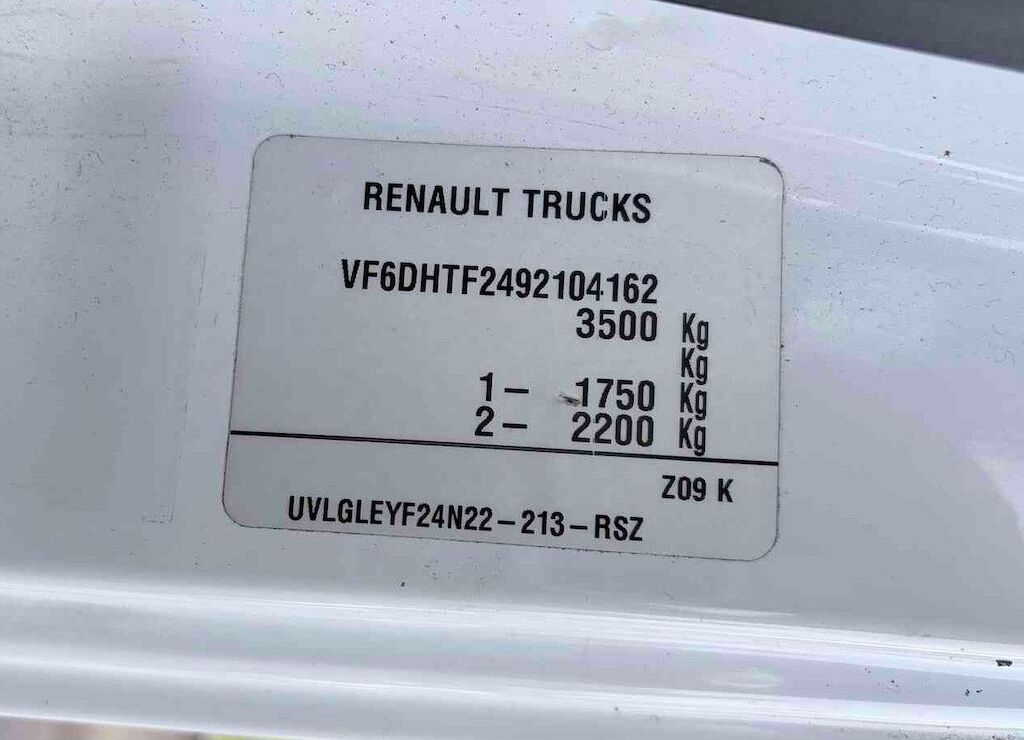 RENAULT TRUCKS
VF6DHTF2492104162
3500 Kg
Kg
1- 1750 Kg
2- 2200 Kg
Z09 K
UVLGLEYF24N22-213-RSZ